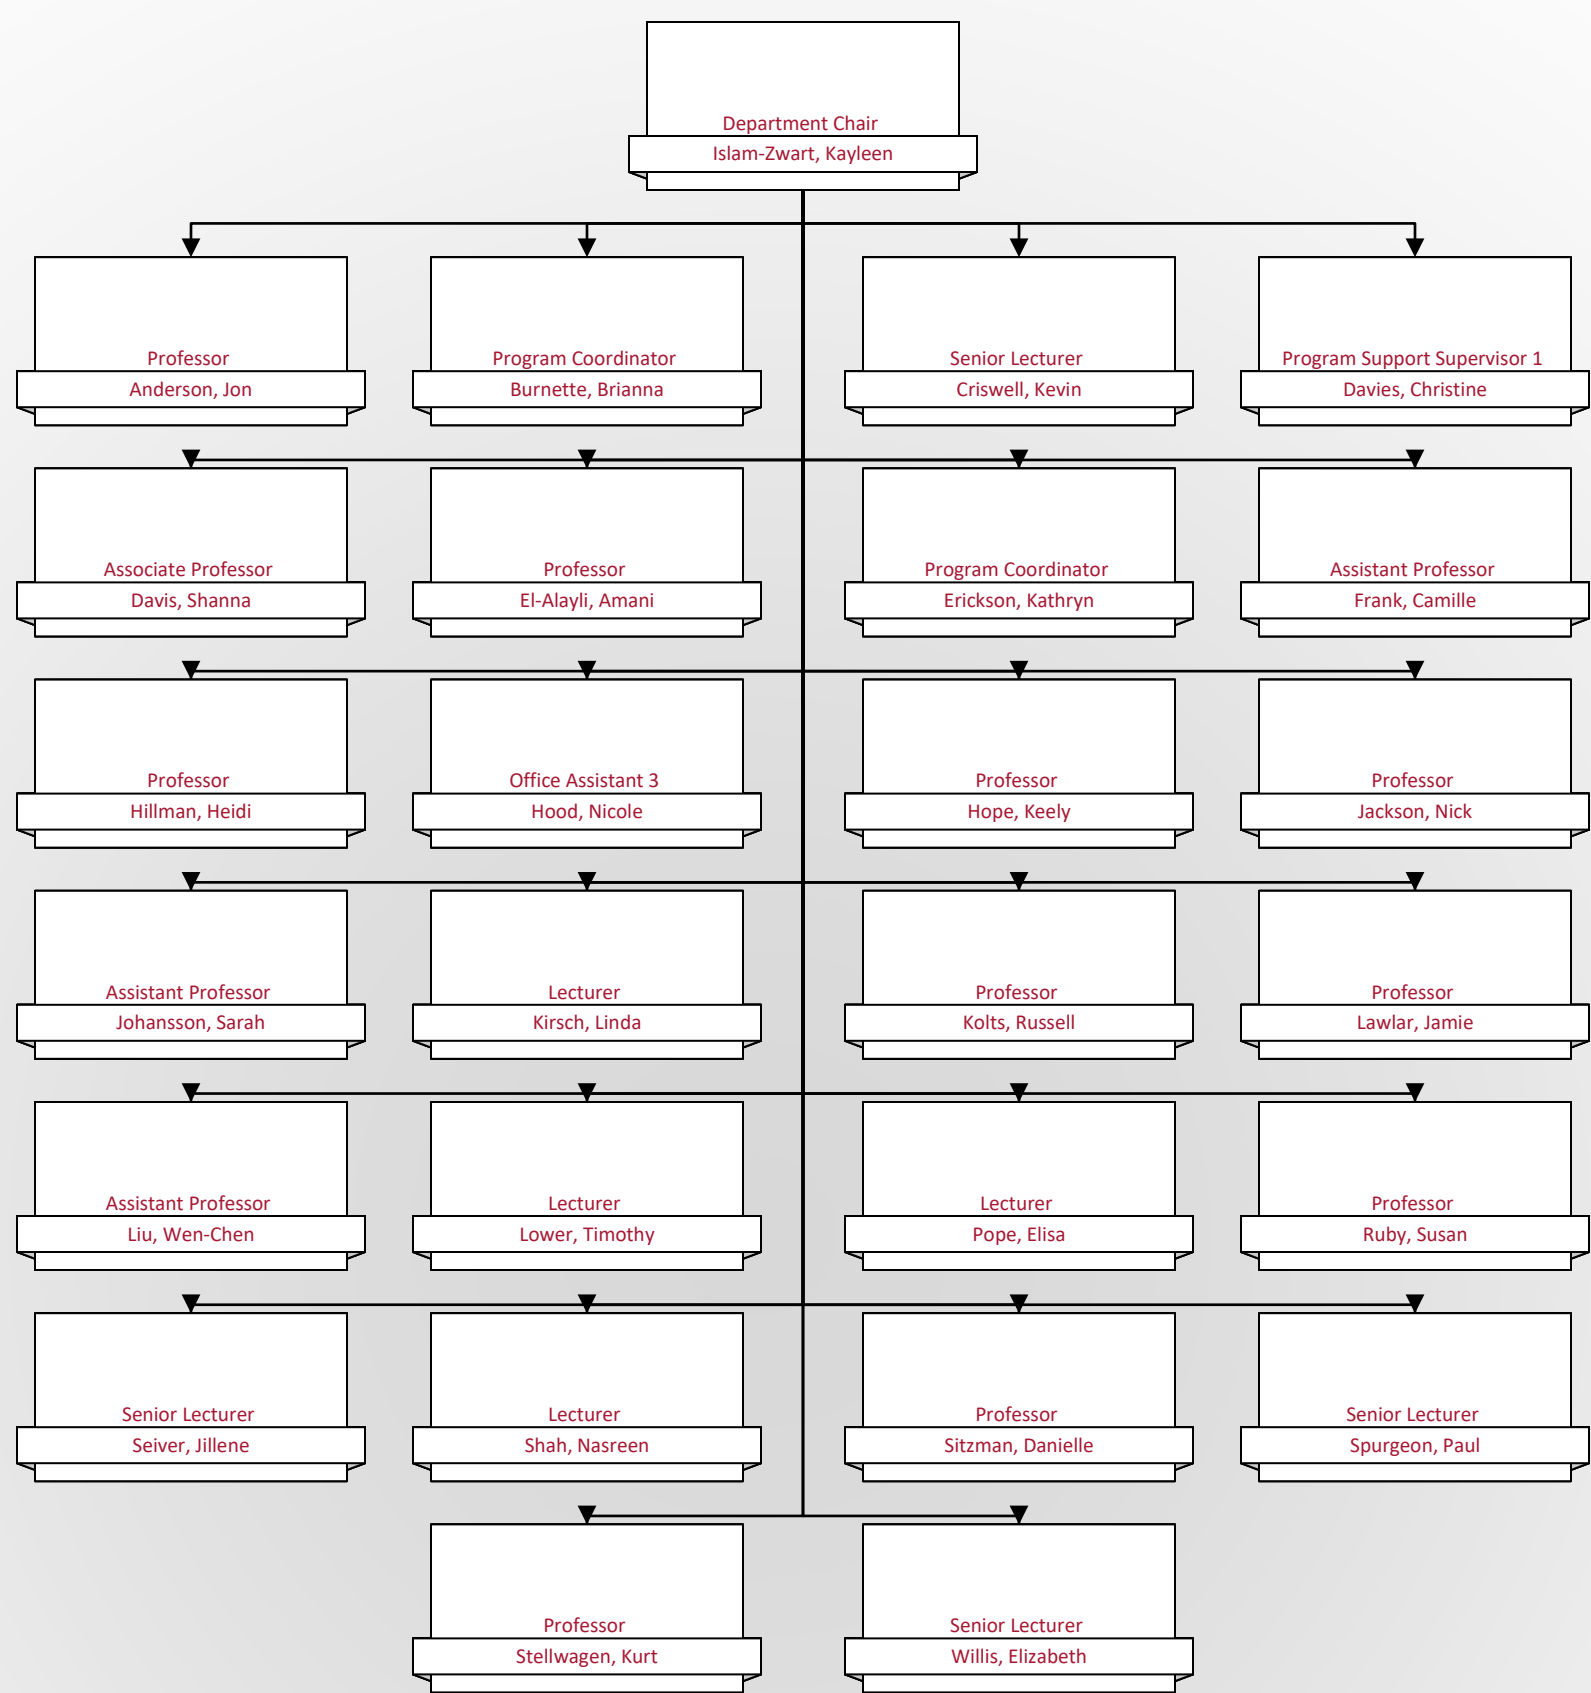 Department Chair
Islam-Zwart, Kayleen
Professor
Anderson, Jon
Program Coordinator
Burnette, Brianna
Senior Lecturer
Criswell, Kevin
Program Support Supervisor 1
Davies, Christine
Associate Professor
Davis, Shanna
Professor
El-Alayli, Amani
Program Coordinator
Erickson, Kathryn
Assistant Professor
Frank, Camille
Professor
Hillman, Heidi
Office Assistant 3
Hood, Nicole
Professor
Hope, Keely
Professor
Jackson, Nick
Assistant Professor
Johansson, Sarah
Lecturer
Kirsch, Linda
Professor
Kolts, Russell
Professor
Lawlar, Jamie
Assistant Professor
Liu, Wen-Chen
Lecturer
Lower, Timothy
Lecturer
Pope, Elisa
Professor
Ruby, Susan
Senior Lecturer
Seiver, Jillene
Lecturer
Shah, Nasreen
Professor
Sitzman, Danielle
Senior Lecturer
Spurgeon, Paul
Professor
Stellwagen, Kurt
Senior Lecturer
Willis, Elizabeth